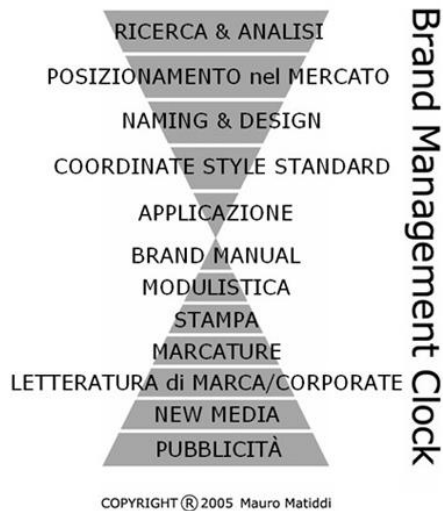 RICERCA & ANALISI
POSIZIONAMENTO nel MERCATO
NAMING & DESIGN
COORDINATE STYLE STANDARD
APPLICAZIONE
BRAND MANUAL
MODULISTICA
STAMPA
MARCATURE
LETTERATURA di MARCA/CORPORATE
NEW MEDIA
PUBBLICITÀ
Brand Management Clock
COPYRIGHT ® 2005 Mauro Matiddi